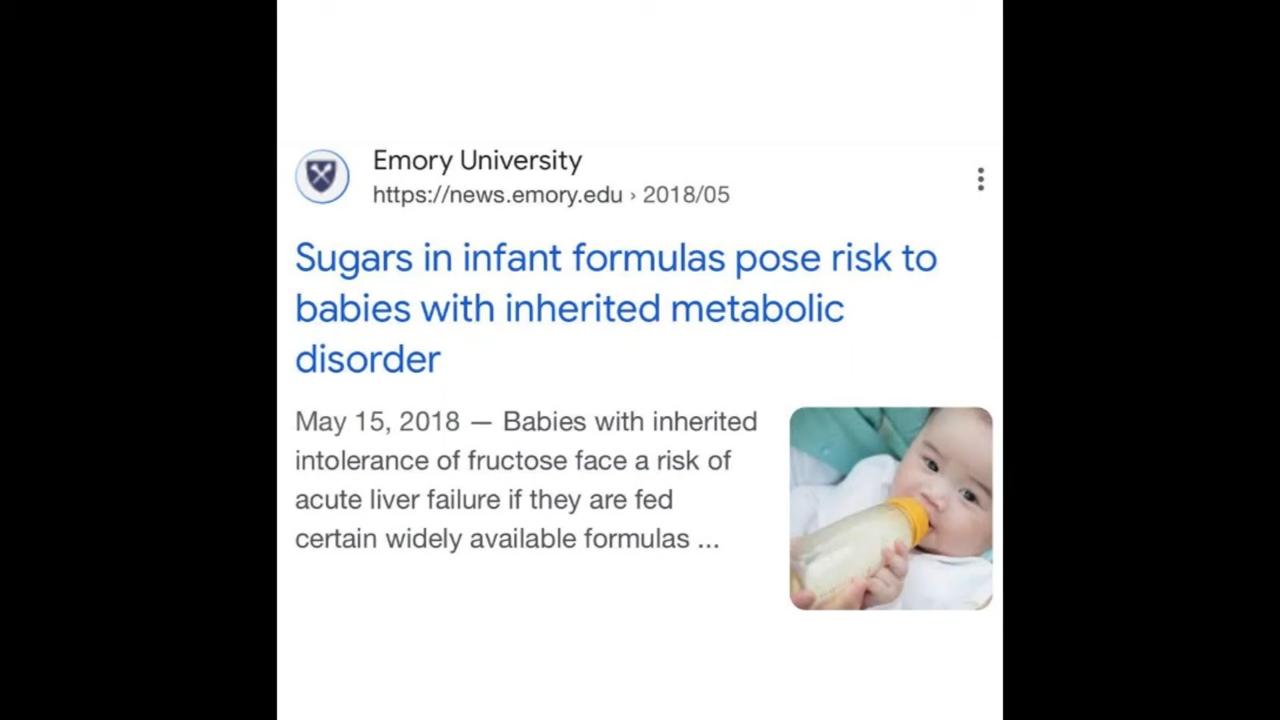 Emory University
https://news.emory.edu › 2018/05
Sugars in infant formulas pose risk to
babies with inherited metabolic
disorder
May 15, 2018 — Babies with inherited
intolerance of fructose face a risk of
acute liver failure if they are fed
certain widely available formulas ...